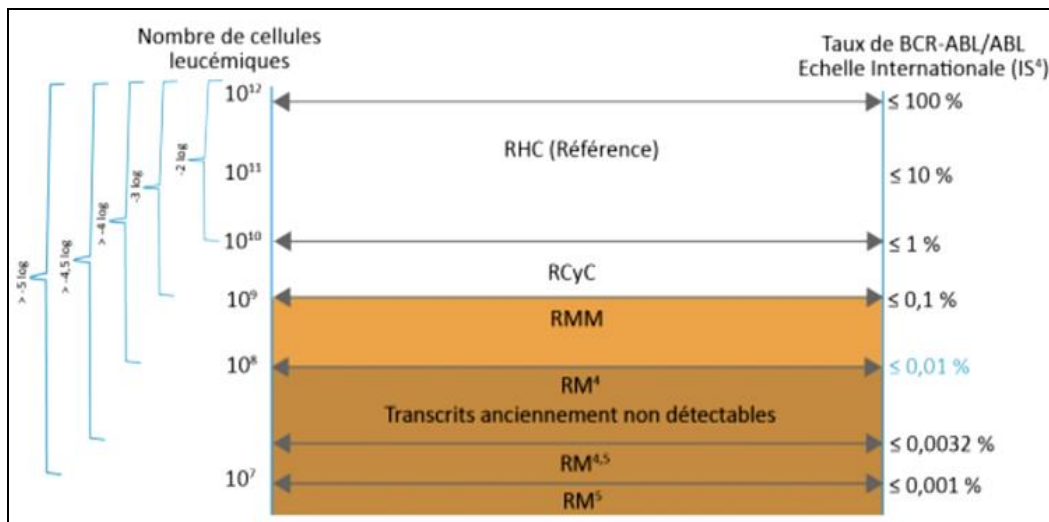 Nombre de cellules
leucémiques
Taux de BCR-ABL/ABL
Echelle Internationale (IS⁴)
10¹²
≤ 100 %
RHC (Référence)
10¹¹
≤ 10 %
10¹⁰
≤ 1 %
RCyC
10⁹
≤ 0,1 %
RMM
10⁸
≤ 0,01 %
RM⁴
Transcrits anciennement non détectables
≤ 0,0032 %
RM⁴,⁵
10⁷
≤ 0,001 %
RM⁵
-2 log
-3 log
> -4 log
> -4,5 log
> -5 log